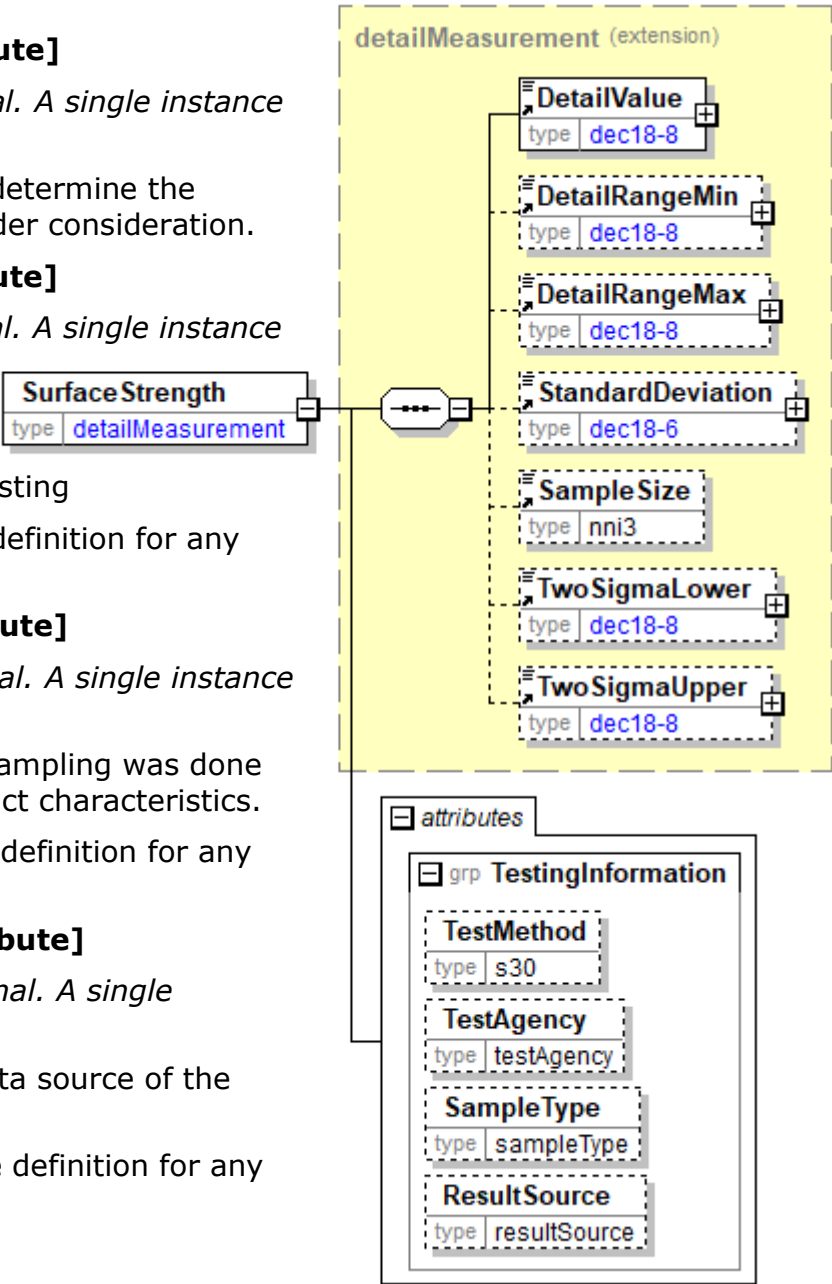 ute]
al. A single instance
determine the
der consideration.
ute]
al. A single instance
SurfaceStrength
type detailMeasurement
sting
definition for any
ute]
al. A single instance
ampling was done
ct characteristics.
definition for any
bute]
nal. A single
ta source of the
e definition for any
detailMeasurement (extension)
DetailValue
type dec18-8
DetailRangeMin
type dec18-8
DetailRangeMax
type dec18-8
StandardDeviation
type dec18-6
SampleSize
type nni3
TwoSigmaLower
type dec18-8
TwoSigmaUpper
type dec18-8
attributes
grp TestingInformation
TestMethod
type s30
TestAgency
type testAgency
SampleType
type sampleType
ResultSource
type resultSource